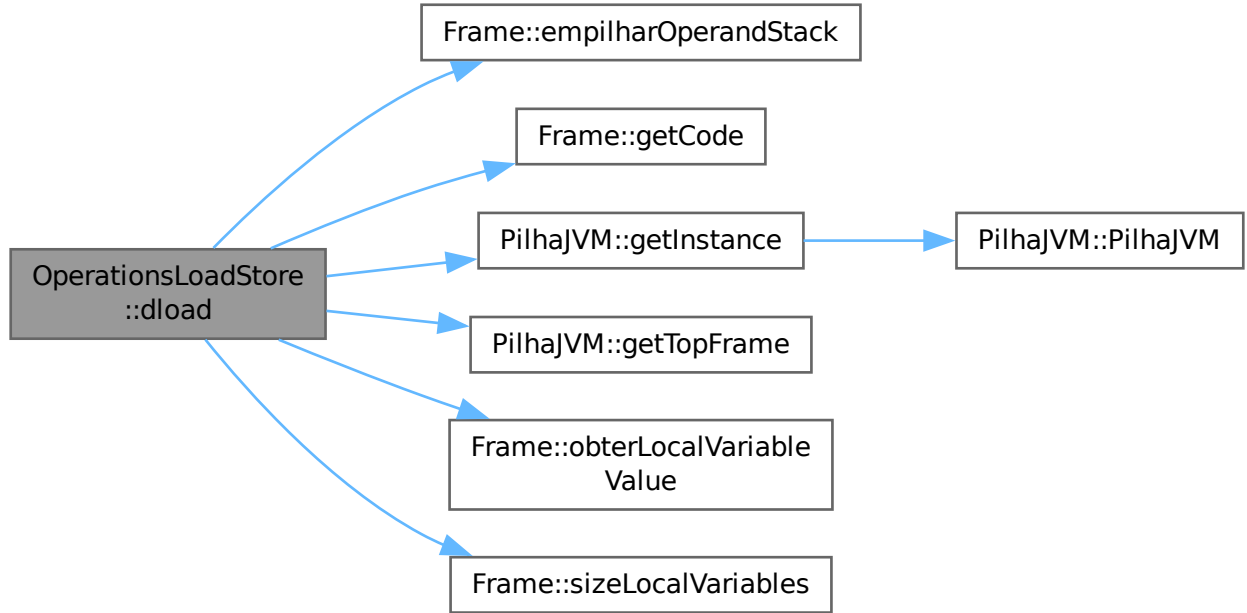 Frame::empilharOperandStack
Frame::getCode
PilhaJVM::getInstance
PilhaJVM::PilhaJVM
OperationsLoadStore
::dload
PilhaJVM::getTopFrame
Frame::obterLocalVariable
Value
Frame::sizeLocalVariables